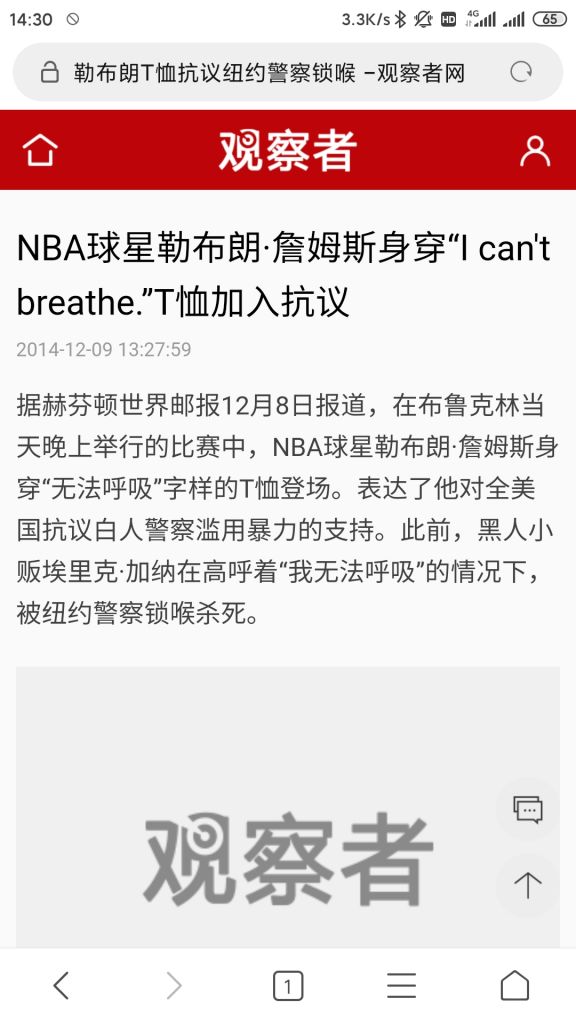 14:30 3.3K/s HD 4G 65
勒布朗T恤抗议纽约警察锁喉 -观察者网
观察者
NBA球星勒布朗·詹姆斯身穿“I can't
breathe.”T恤加入抗议
2014-12-09 13:27:59
据赫芬顿世界邮报12月8日报道，在布鲁克林当
天晚上举行的比赛中，NBA球星勒布朗·詹姆斯身
穿“无法呼吸”字样的T恤登场。表达了他对全美
国抗议白人警察滥用暴力的支持。此前，黑人小
贩埃里克·加纳在高呼着“我无法呼吸”的情况下，
被纽约警察锁喉杀死。
观察者
1